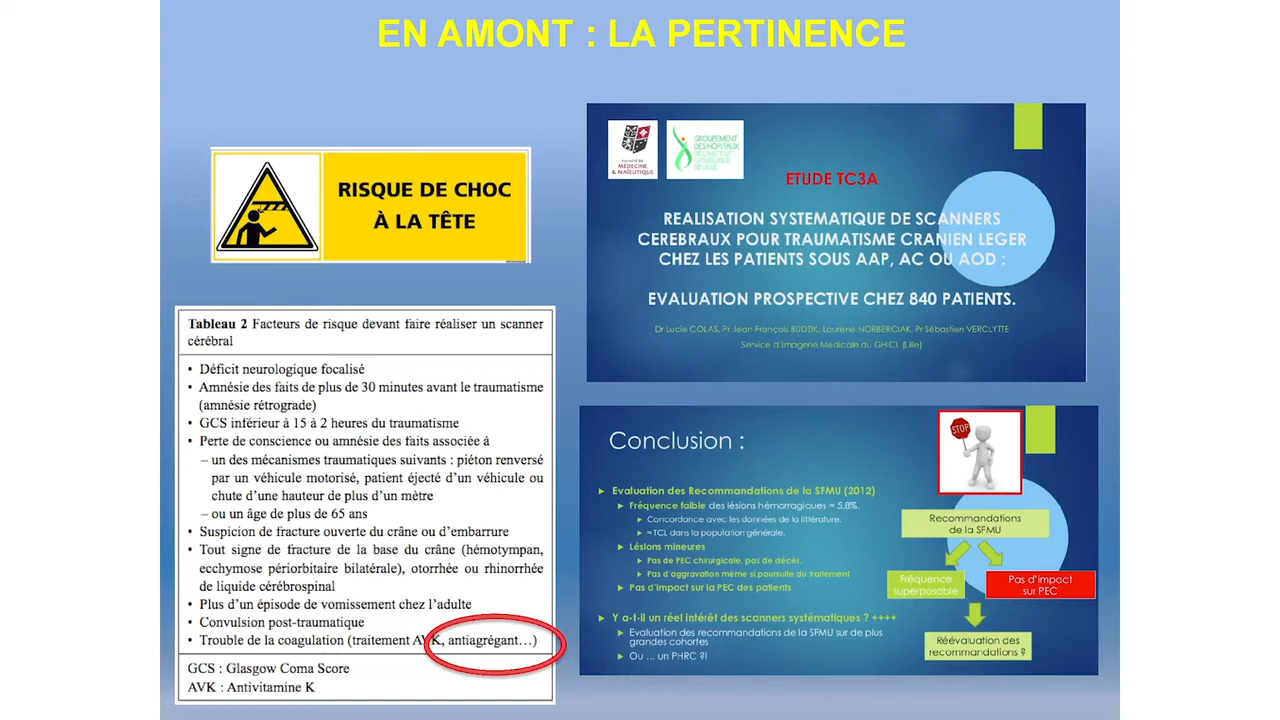 EN AMONT : LA PERTINENCE
RISQUE DE CHOC
À LA TÊTE
Tableau 2 Facteurs de risque devant faire réaliser un scanner
cérébral
• Déficit neurologique focalisé
• Amnésie des faits de plus de 30 minutes avant le traumatisme
(amnésie rétrograde)
• GCS inférieur à 15 à 2 heures du traumatisme
• Perte de conscience ou amnésie des faits associée à
– un des mécanismes traumatiques suivants : piéton renversé
par un véhicule motorisé, patient éjecté d’un véhicule ou
chute d’une hauteur de plus d’un mètre
– ou un âge de plus de 65 ans
• Suspicion de fracture ouverte du crâne ou d’embarrure
• Tout signe de fracture de la base du crâne (hémotympan,
ecchymose périorbitaire bilatérale), otorrhée ou rhinorrhée
de liquide cérébrospinal
• Plus d’un épisode de vomissement chez l’adulte
• Convulsion post-traumatique
• Trouble de la coagulation (traitement AVK, antiagrégant…)
GCS : Glasgow Coma Score
AVK : Antivitamine K
FACULTÉ DE
MÉDECINE
& MAÏEUTIQUE
GROUPEMENT
DES HÔPITAUX
DE L'INSTITUT
CATHOLIQUE
DE LILLE
ETUDE TC3A
REALISATION SYSTEMATIQUE DE SCANNERS
CEREBRAUX POUR TRAUMATISME CRANIEN LEGER
CHEZ LES PATIENTS SOUS AAP, AC OU AOD :
EVALUATION PROSPECTIVE CHEZ 840 PATIENTS.
Dr Lucie COLAS, Pr Jean-François BUDZIK, Laurène NORBERCIAK, Pr Sébastien VERCLYTTE
Service d'Imagerie Médicale du GHICL (Lille)
Conclusion :
STOP
Evaluation des Recommandations de la SFMU (2012)
Fréquence faible des lésions hémorragiques = 5,8%.
Concordance avec les données de la littérature.
≈ TCL dans la population générale.
Lésions mineures
Pas de PEC chirurgicale, pas de décès.
Pas d'aggravation même si poursuite du traitement
Pas d'impact sur la PEC des patients
Y a-t-il un réel intérêt des scanners systématiques ? ++++
Evaluation des recommandations de la SFMU sur de plus
grandes cohortes
Ou ... un PHRC ?!
Recommandations
de la SFMU
Fréquence
superposable
Pas d'impact
sur PEC
Réévaluation des
recommandations ?